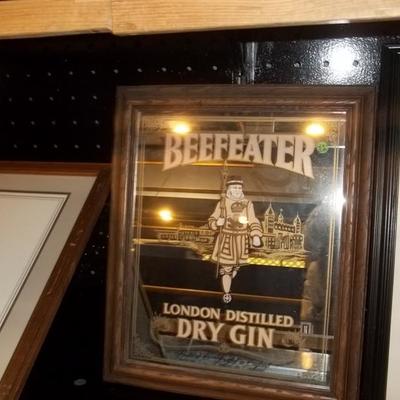 BEEFEATER
LONDON DISTILLED
DRY GIN